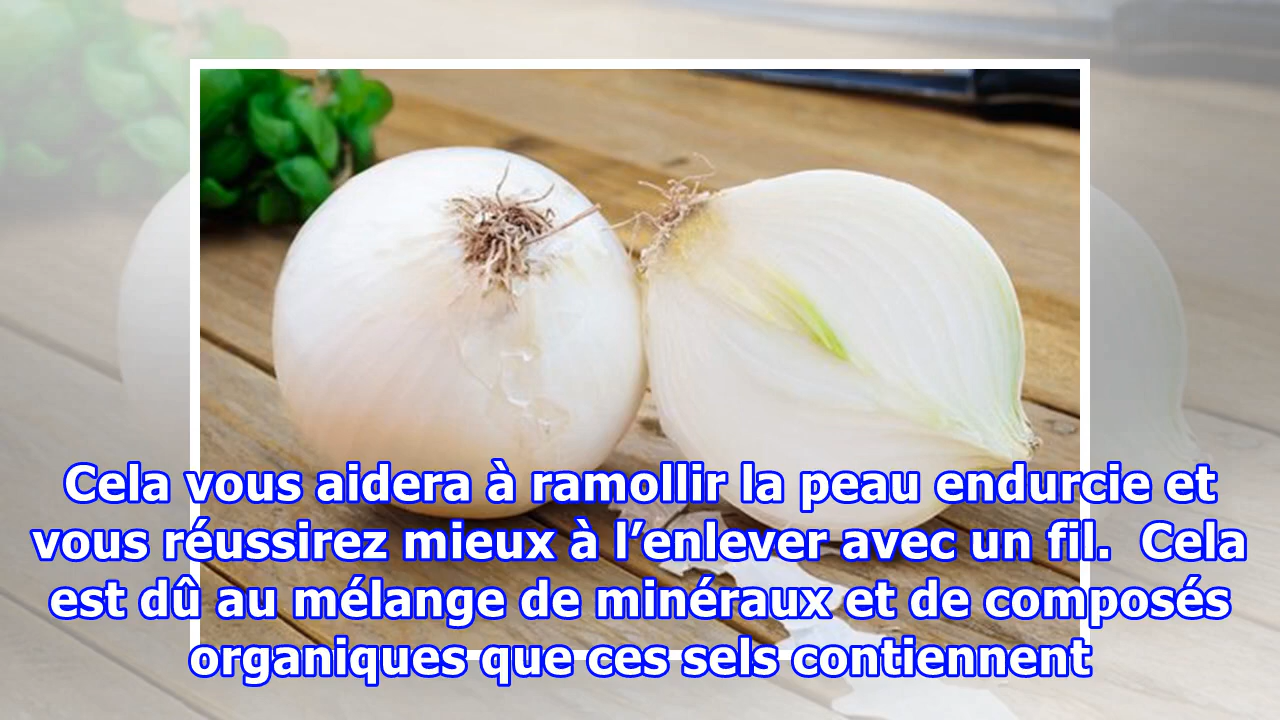 Cela vous aidera à ramollir la peau endurcie et
vous réussirez mieux à l’enlever avec un fil.  Cela
est dû au mélange de minéraux et de composés
organiques que ces sels contiennent